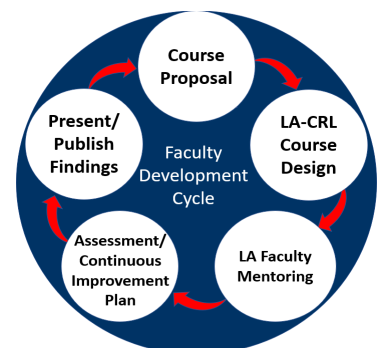 Course
Proposal
LA-CRL
Course
Design
LA Faculty
Mentoring
Assessment/
Continuous
Improvement
Plan
Present/
Publish
Findings
Faculty
Development
Cycle